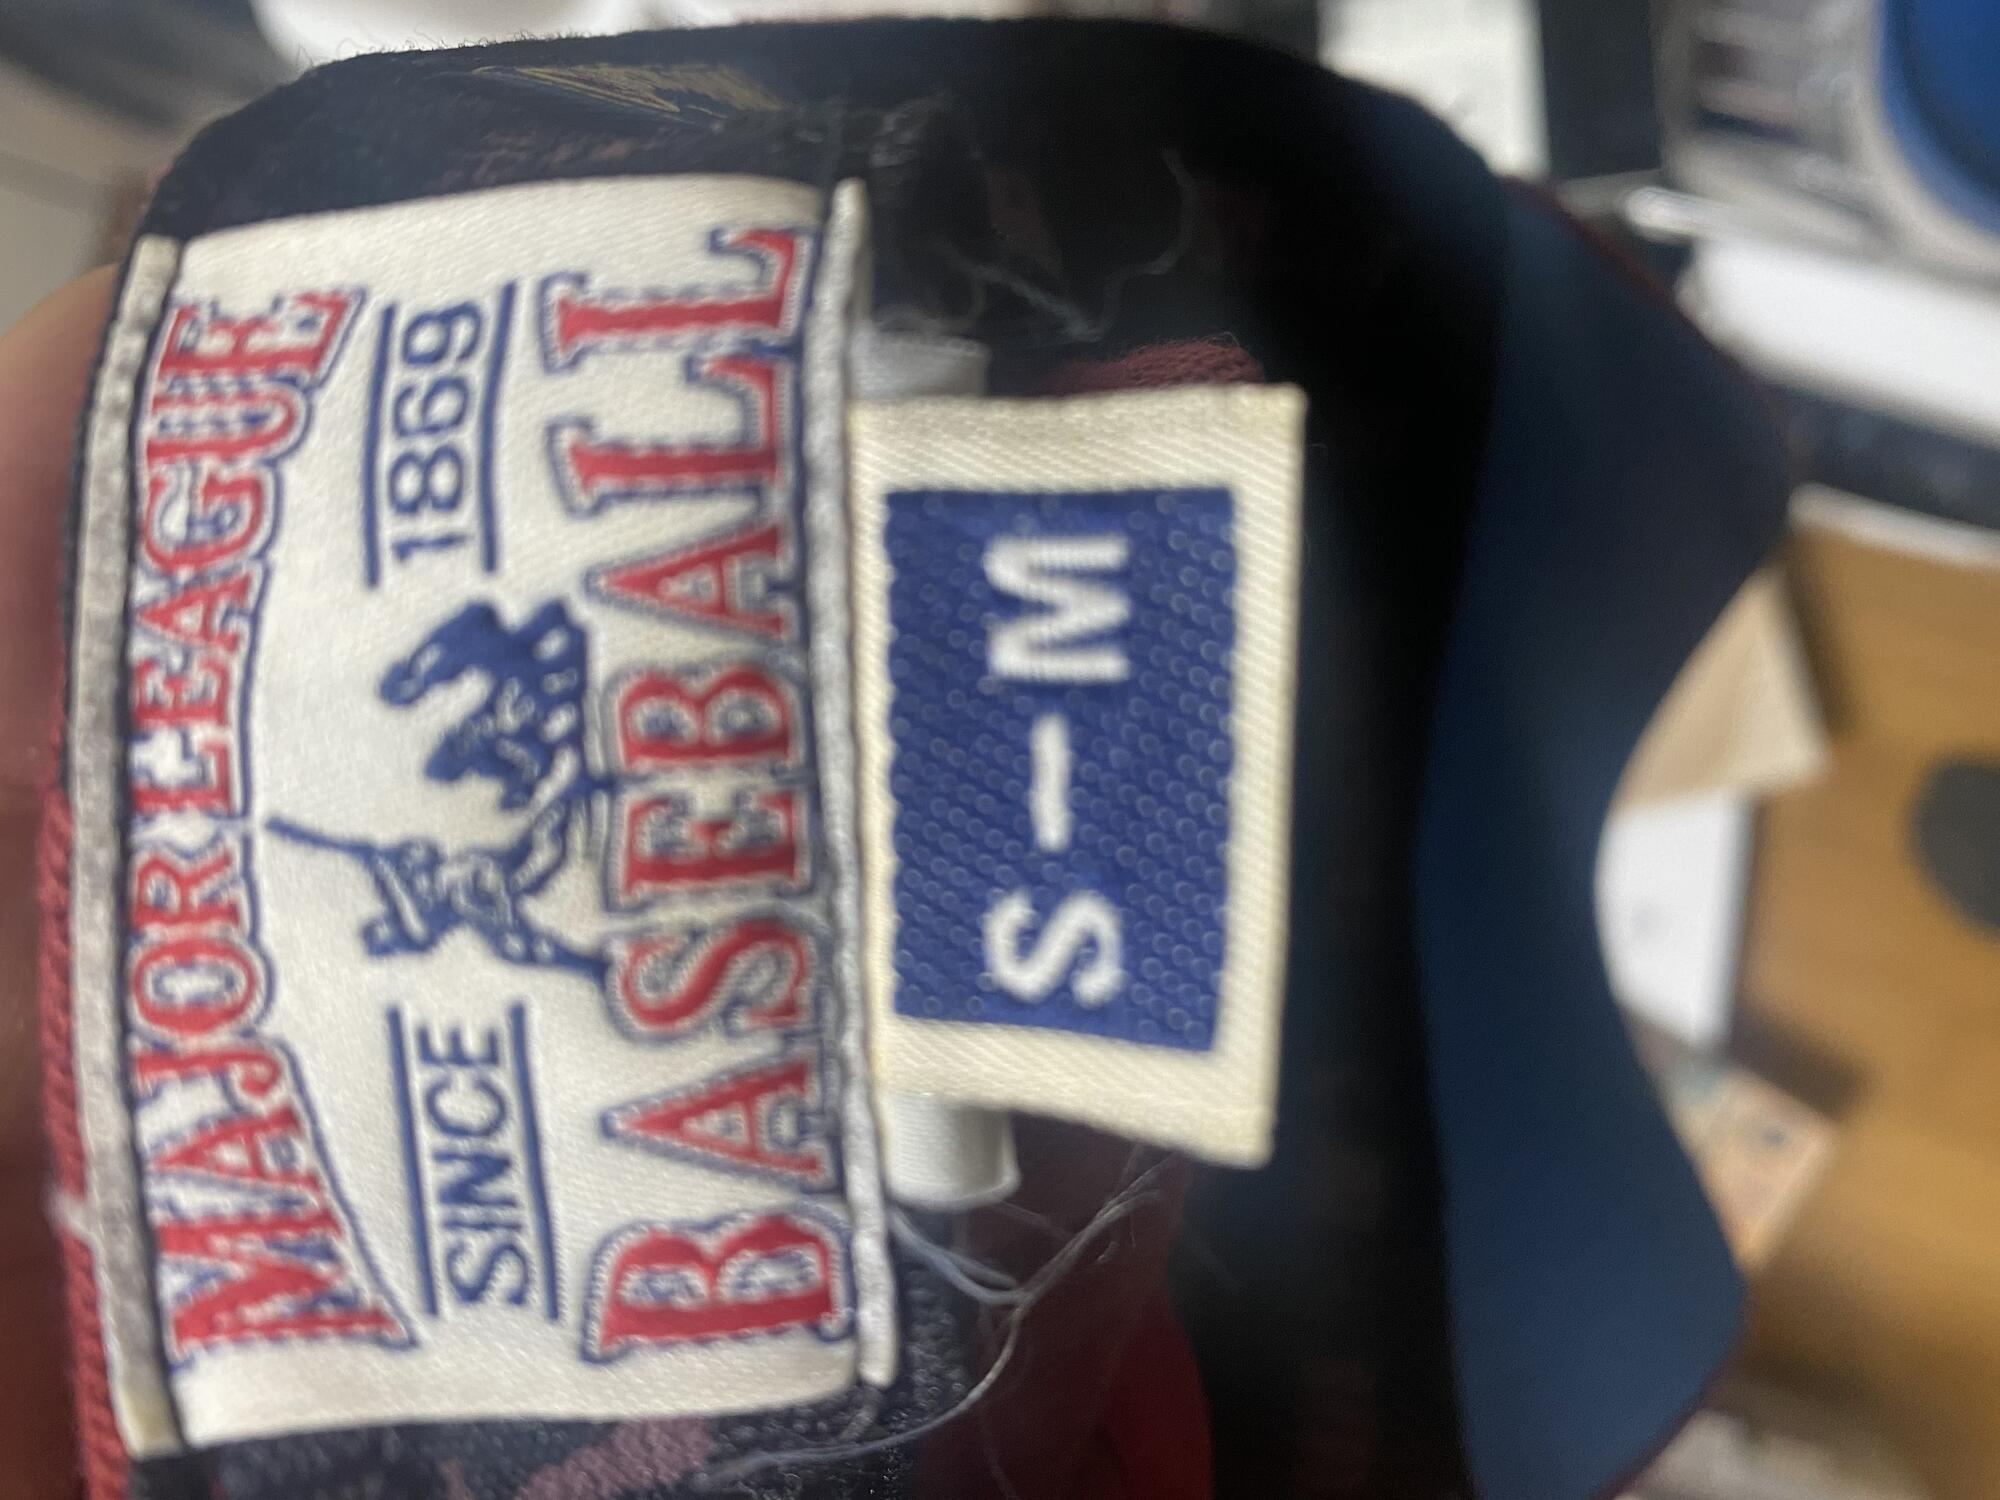 MAJOR LEAGUE
SINCE 1869
BASEBALL
S-M